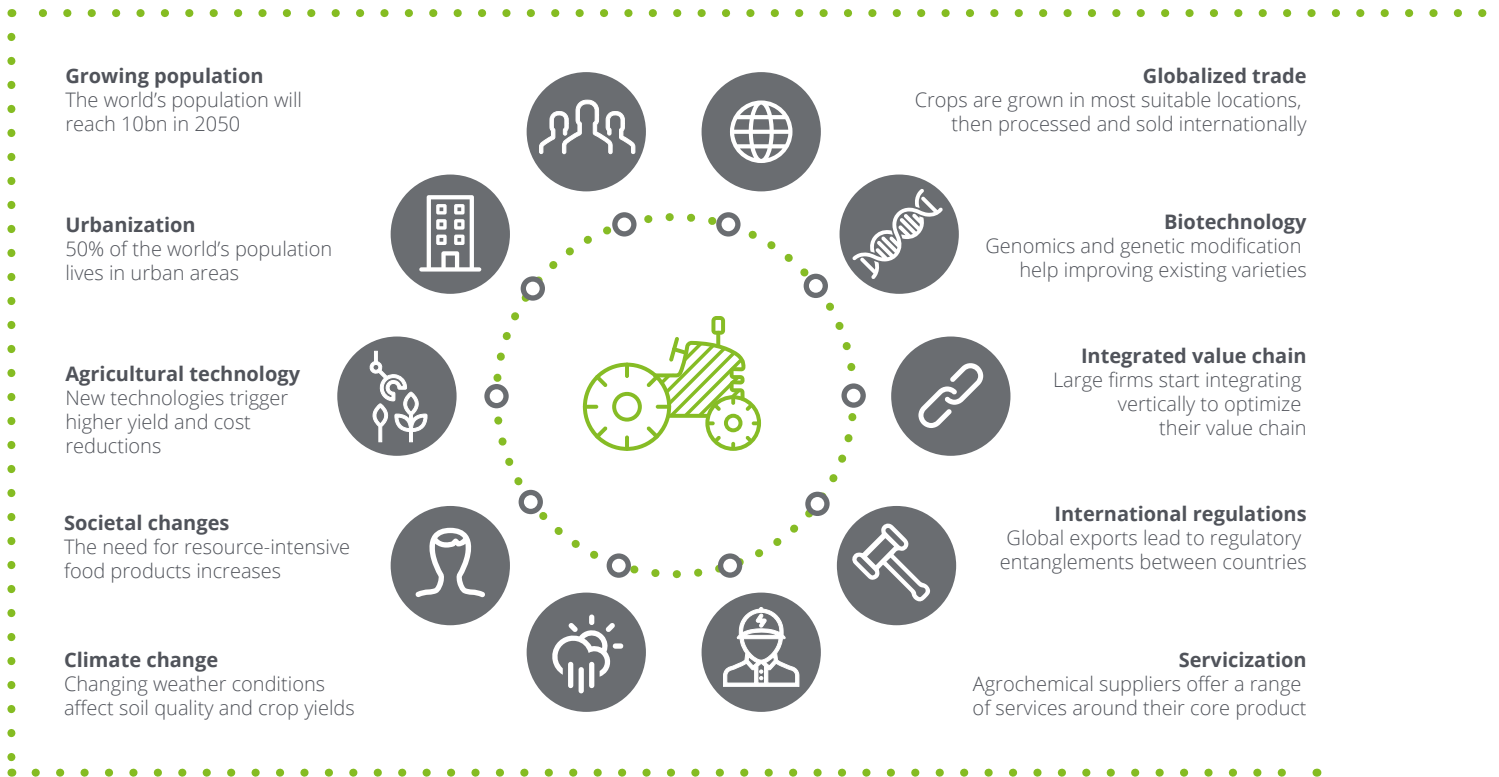 Growing population
The world’s population will
reach 10bn in 2050
Urbanization
50% of the world’s population
lives in urban areas
Agricultural technology
New technologies trigger
higher yield and cost
reductions
Societal changes
The need for resource-intensive
food products increases
Climate change
Changing weather conditions
affect soil quality and crop yields
Globalized trade
Crops are grown in most suitable locations,
then processed and sold internationally
Biotechnology
Genomics and genetic modification
help improving existing varieties
Integrated value chain
Large firms start integrating
vertically to optimize
their value chain
International regulations
Global exports lead to regulatory
entanglements between countries
Servicization
Agrochemical suppliers offer a range
of services around their core product